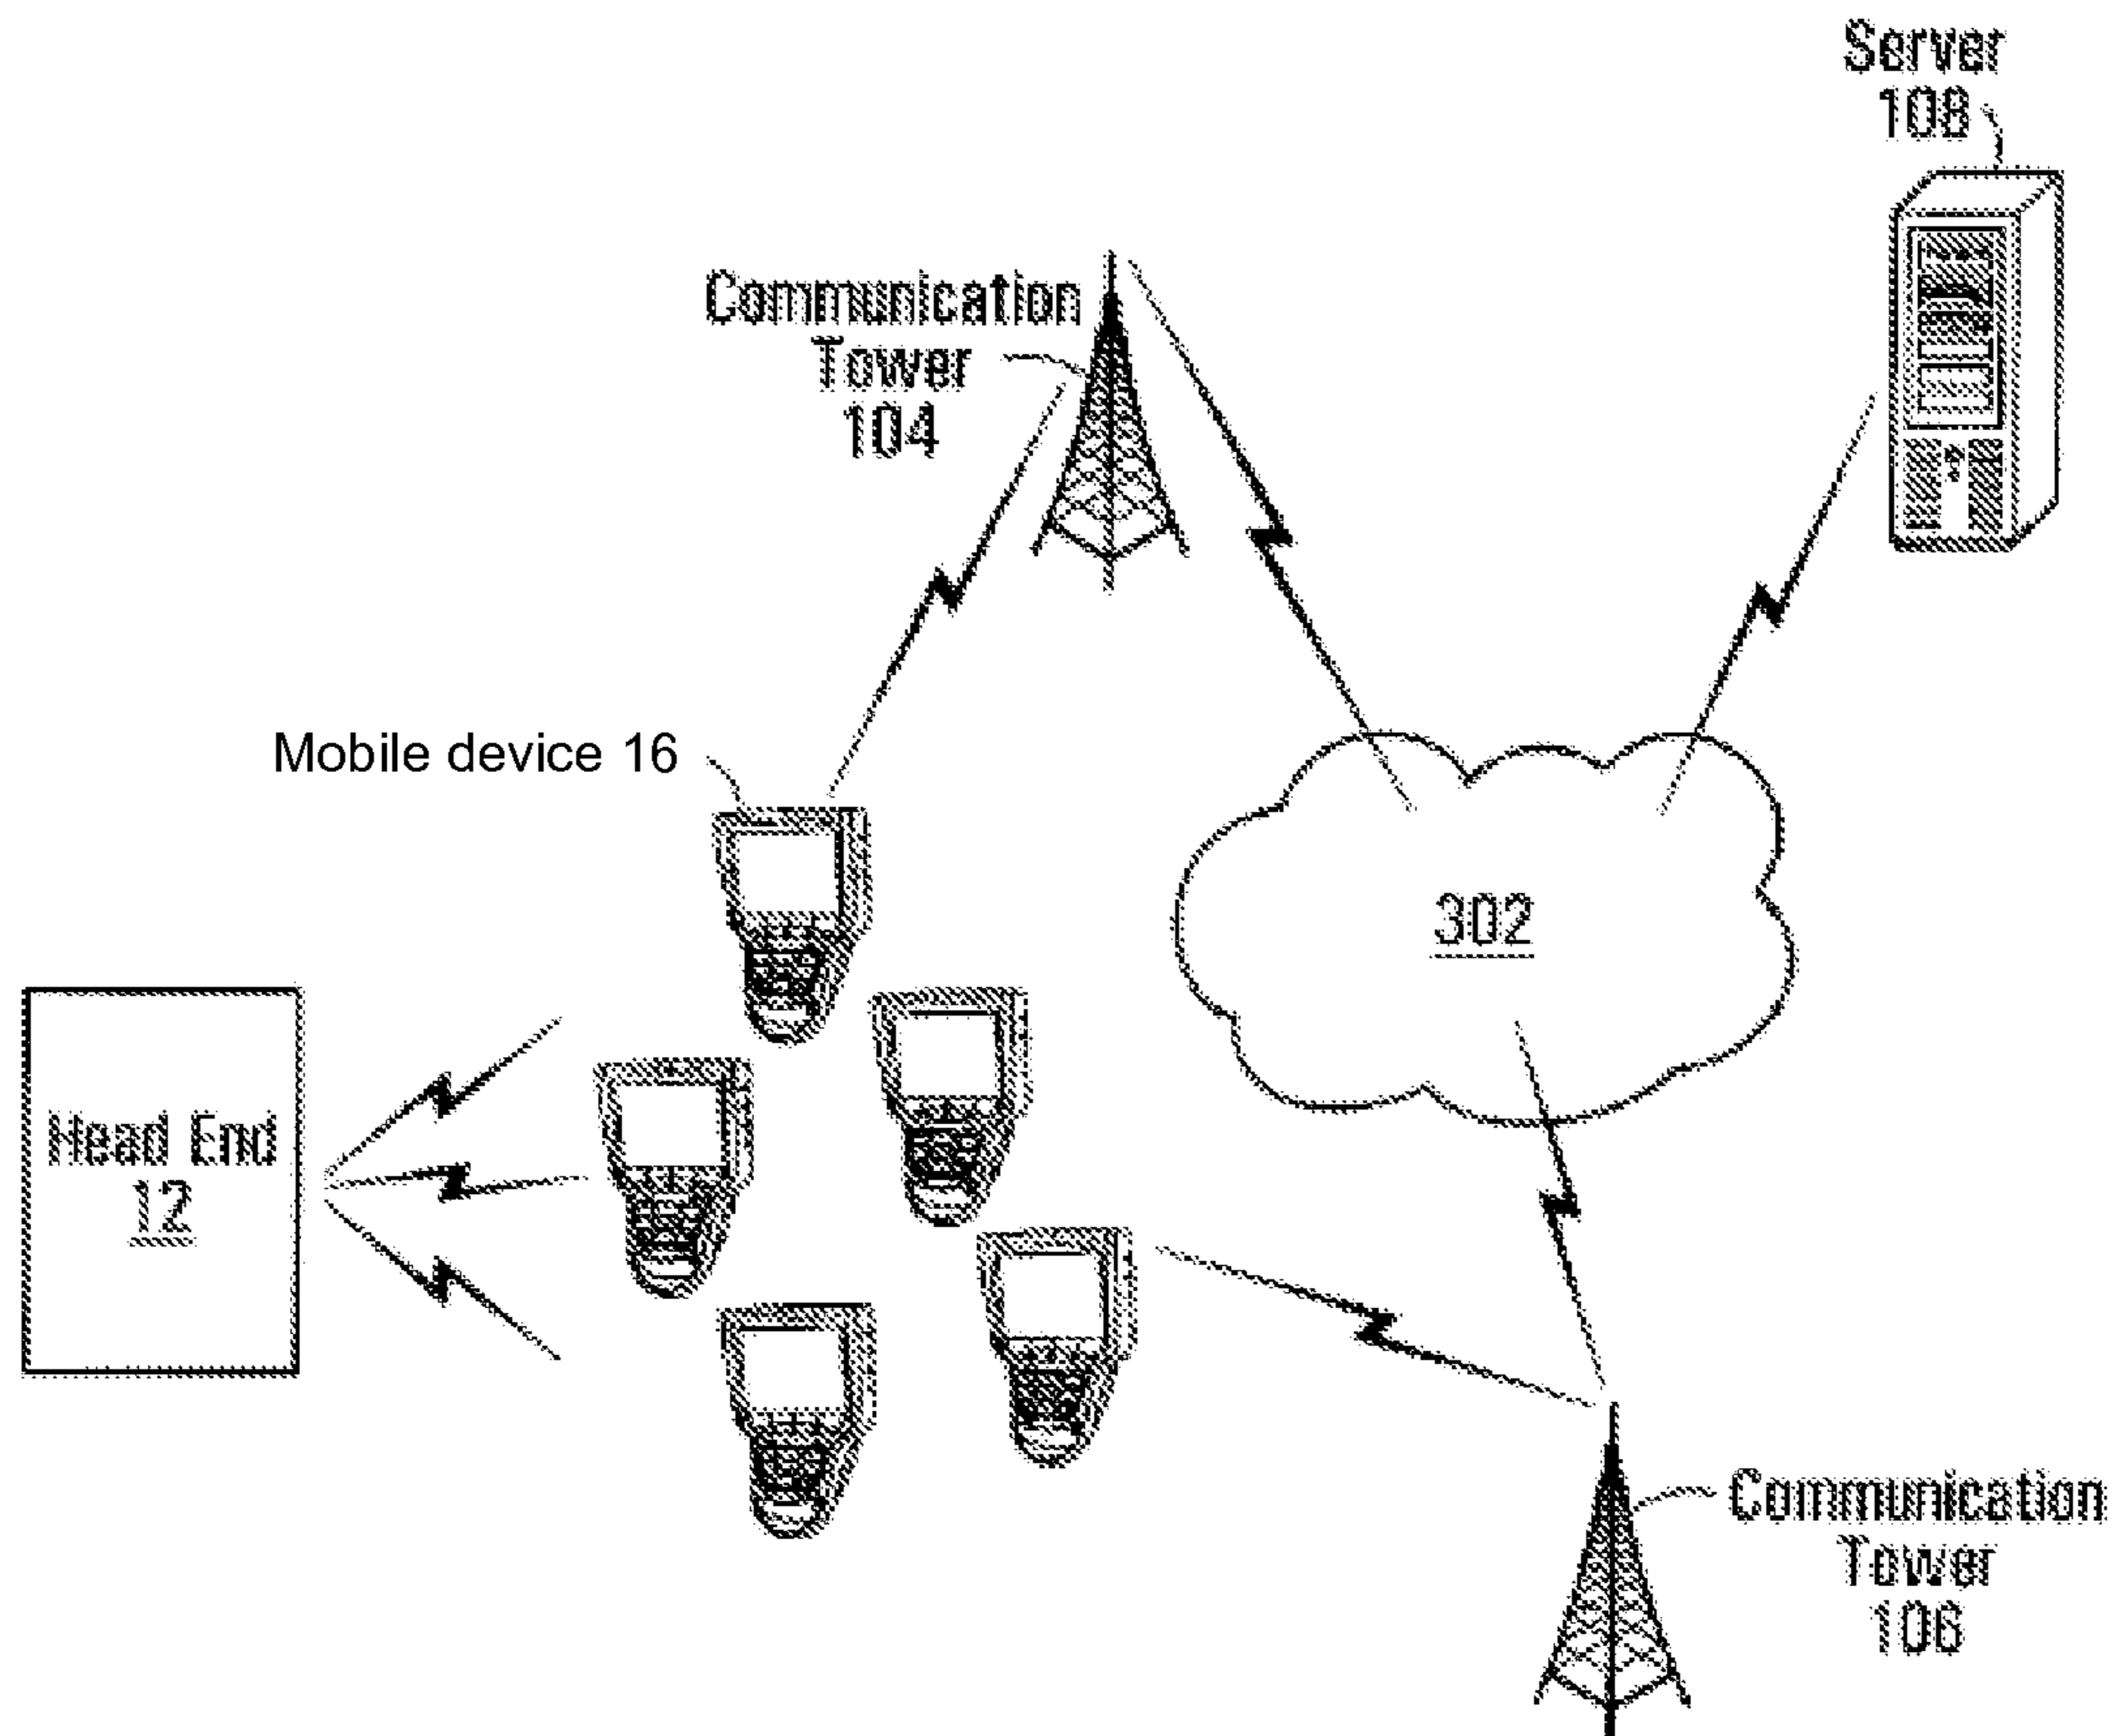 Server
108
Communication
Tower
104
Mobile device 16
302
Head End
12
Communication
Tower
106